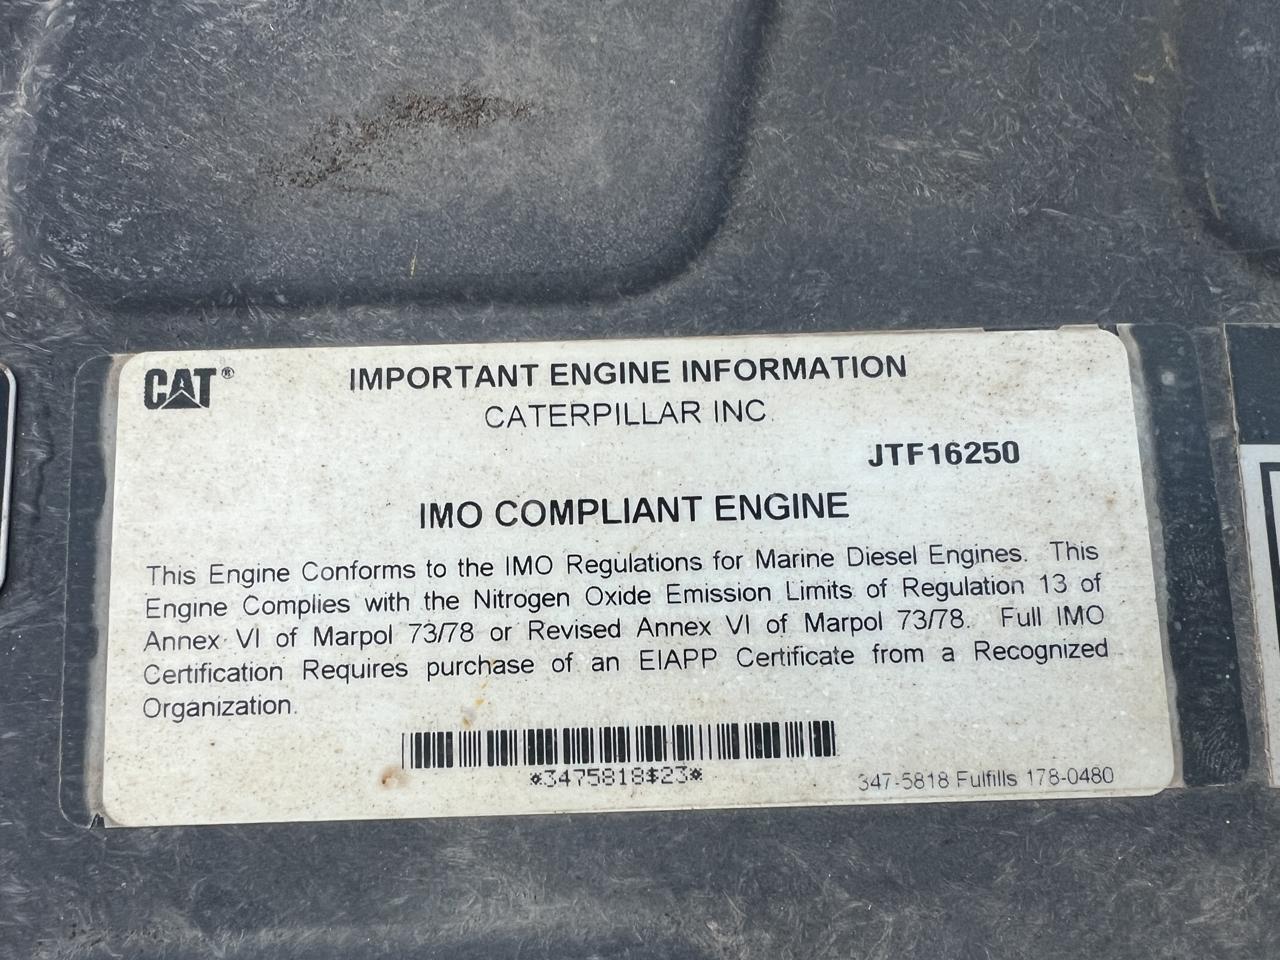 CAT® IMPORTANT ENGINE INFORMATION
CATERPILLAR INC
JTF16250
IMO COMPLIANT ENGINE
This Engine Conforms to the IMO Regulations for Marine Diesel Engines. This
Engine Complies with the Nitrogen Oxide Emission Limits of Regulation 13 of
Annex VI of Marpol 73/78 or Revised Annex VI of Marpol 73/78. Full IMO
Certification Requires purchase of an EIAPP Certificate from a Recognized
Organization.
*3475818$23*
347-5818 Fulfills 178-0480